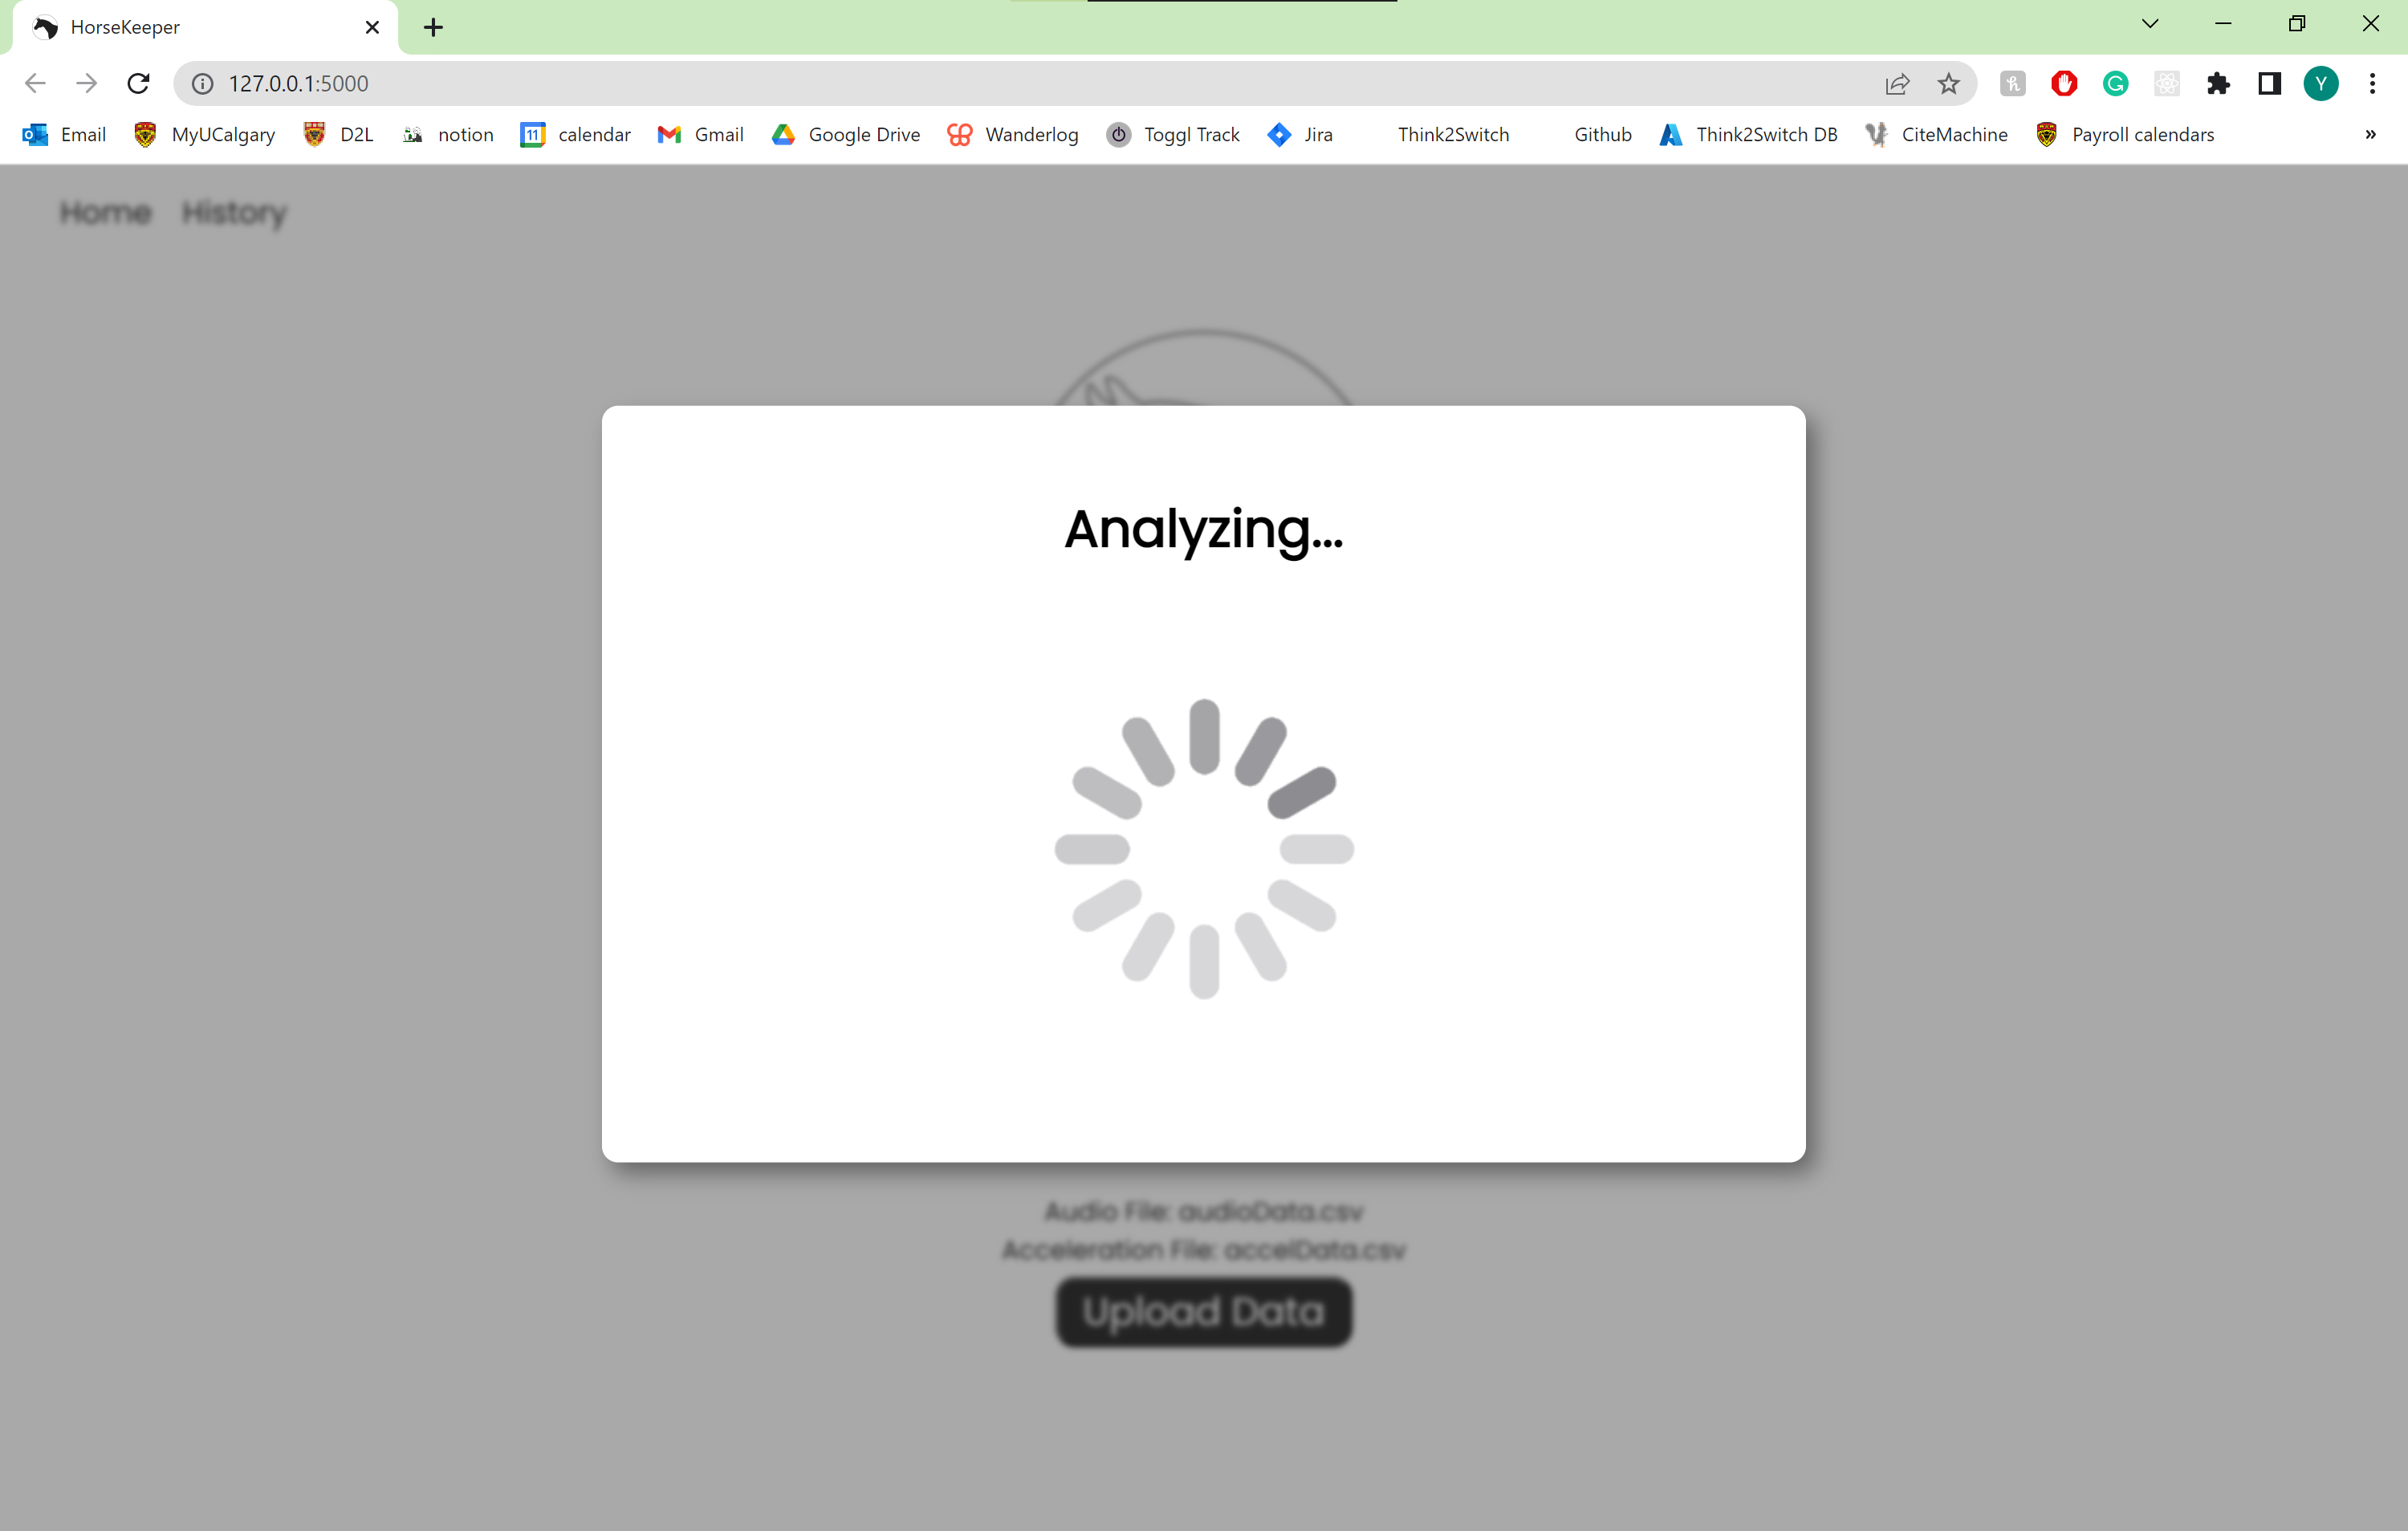 HorseKeeper
127.0.0.1:5000
Email MyUCalgary D2L notion 11 calendar Gmail Google Drive Wanderlog Toggl Track Jira Think2Switch Github Think2Switch DB CiteMachine Payroll calendars »
Y
Home History
Analyzing...
Audio File: audioData.csv
Acceleration File: accelData.csv
Upload Data